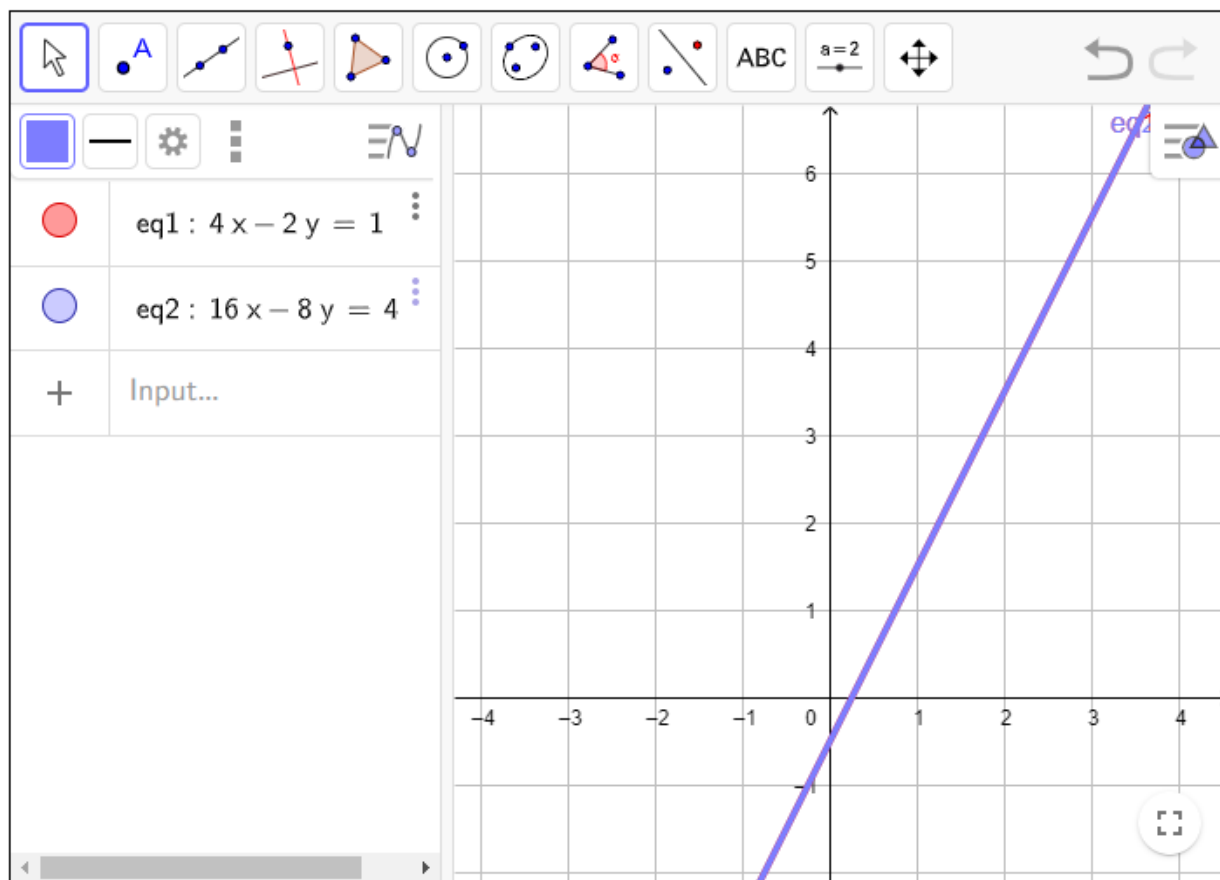 A
ABC
a=2
eq1 : 4 x – 2 y = 1
eq2 : 16 x – 8 y = 4
Input...
eq2
6
5
4
3
2
1
–4 –3 –2 –1 0 1 2 3 4
–1